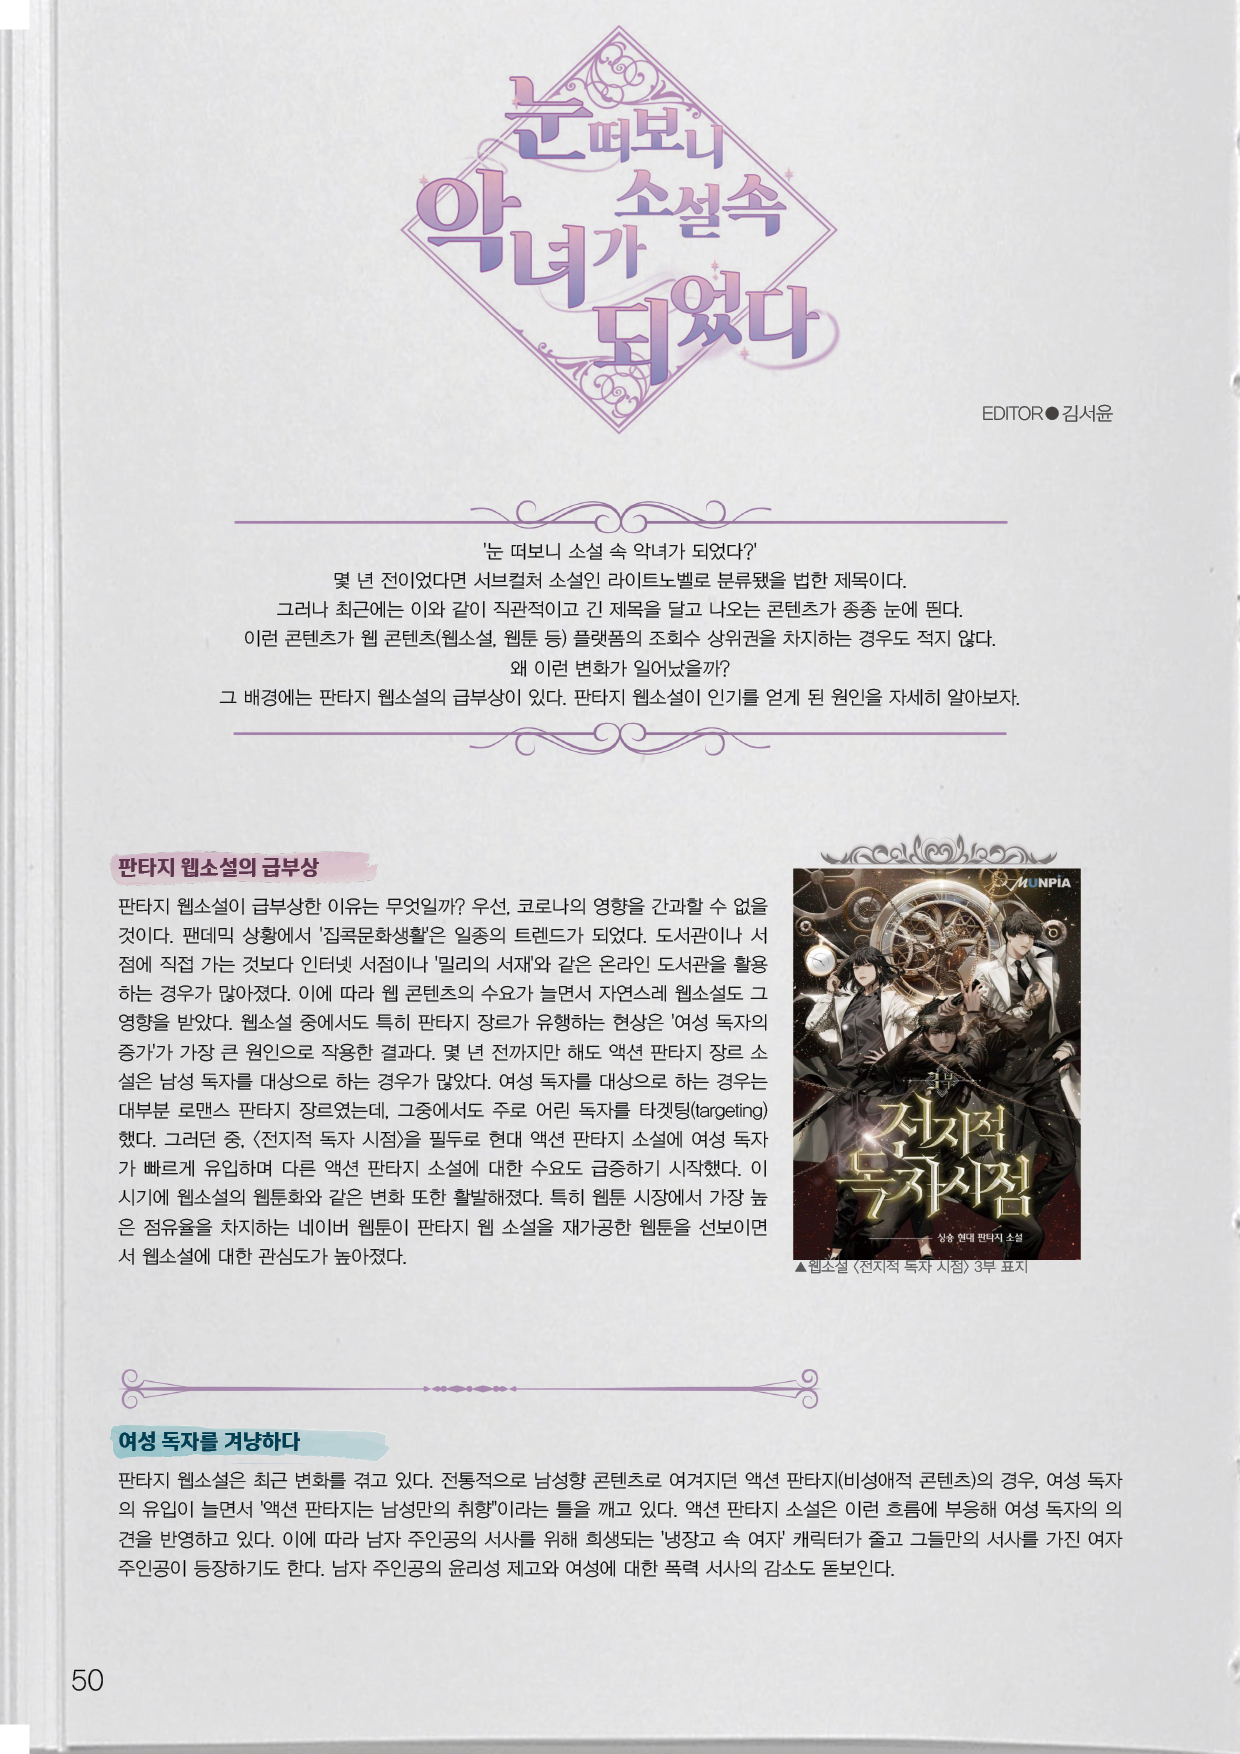 눈 떠보니
소설 속
악녀가
되었다
EDITOR●김서윤
'눈 떠보니 소설 속 악녀가 되었다?'
몇 년 전이었다면 서브컬처 소설인 라이트노벨로 분류됐을 법한 제목이다.
그러나 최근에는 이와 같이 직관적이고 긴 제목을 달고 나오는 콘텐츠가 종종 눈에 띈다.
이런 콘텐츠가 웹 콘텐츠(웹소설, 웹툰 등) 플랫폼의 조회수 상위권을 차지하는 경우도 적지 않다.
왜 이런 변화가 일어났을까?
그 배경에는 판타지 웹소설의 급부상이 있다. 판타지 웹소설이 인기를 얻게 된 원인을 자세히 알아보자.
판타지 웹소설의 급부상
판타지 웹소설이 급부상한 이유는 무엇일까? 우선, 코로나의 영향을 간과할 수 없을
것이다. 팬데믹 상황에서 '집콕문화생활'은 일종의 트렌드가 되었다. 도서관이나 서
점에 직접 가는 것보다 인터넷 서점이나 '밀리의 서재'와 같은 온라인 도서관을 활용
하는 경우가 많아졌다. 이에 따라 웹 콘텐츠의 수요가 늘면서 자연스레 웹소설도 그
영향을 받았다. 웹소설 중에서도 특히 판타지 장르가 유행하는 현상은 '여성 독자의
증가'가 가장 큰 원인으로 작용한 결과다. 몇 년 전까지만 해도 액션 판타지 장르 소
설은 남성 독자를 대상으로 하는 경우가 많았다. 여성 독자를 대상으로 하는 경우는
대부분 로맨스 판타지 장르였는데, 그중에서도 주로 어린 독자를 타겟팅(targeting)
했다. 그러던 중, 〈전지적 독자 시점〉을 필두로 현대 액션 판타지 소설에 여성 독자
가 빠르게 유입하며 다른 액션 판타지 소설에 대한 수요도 급증하기 시작했다. 이
시기에 웹소설의 웹툰화와 같은 변화 또한 활발해졌다. 특히 웹툰 시장에서 가장 높
은 점유율을 차지하는 네이버 웹툰이 판타지 웹 소설을 재가공한 웹툰을 선보이면
서 웹소설에 대한 관심도가 높아졌다.
MUNPIA
전지적
독자시점
싱숑 현대 판타지 소설
▲웹소설 〈전지적 독자 시점〉 3부 표지
여성 독자를 겨냥하다
판타지 웹소설은 최근 변화를 겪고 있다. 전통적으로 남성향 콘텐츠로 여겨지던 액션 판타지(비성애적 콘텐츠)의 경우, 여성 독자
의 유입이 늘면서 '액션 판타지는 남성만의 취향"이라는 틀을 깨고 있다. 액션 판타지 소설은 이런 흐름에 부응해 여성 독자의 의
견을 반영하고 있다. 이에 따라 남자 주인공의 서사를 위해 희생되는 '냉장고 속 여자' 캐릭터가 줄고 그들만의 서사를 가진 여자
주인공이 등장하기도 한다. 남자 주인공의 윤리성 제고와 여성에 대한 폭력 서사의 감소도 돋보인다.
50